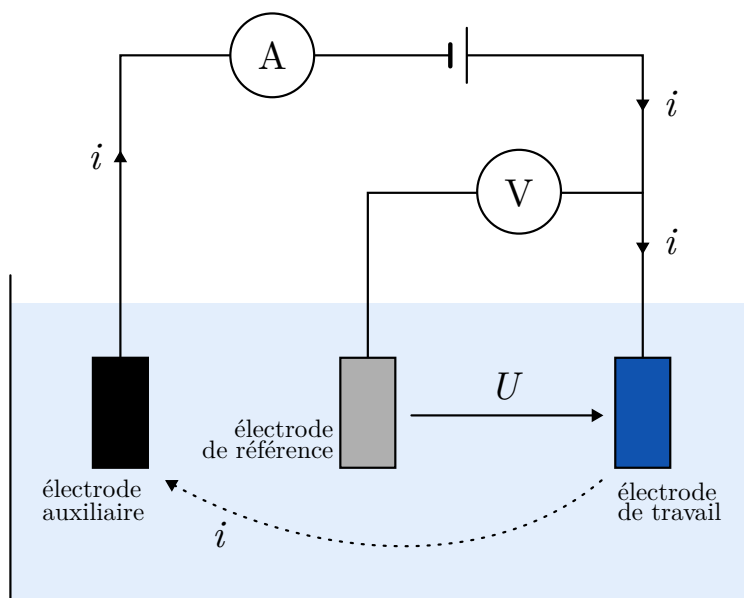 A
i
i
V
i
U
électrode
de référence
électrode
auxiliaire
électrode
de travail
i